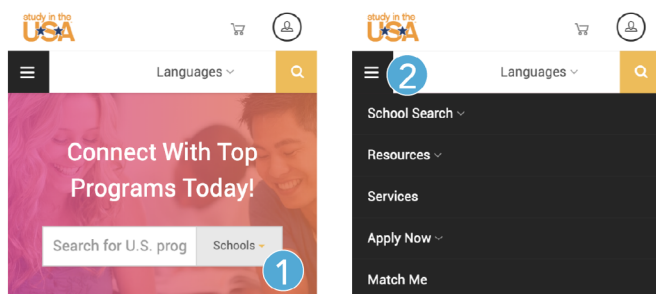 study in the
USA
Languages
Connect With Top
Programs Today!
Search for U.S. prog
Schools
1
study in the
USA
2
Languages
School Search
Resources
Services
Apply Now
Match Me